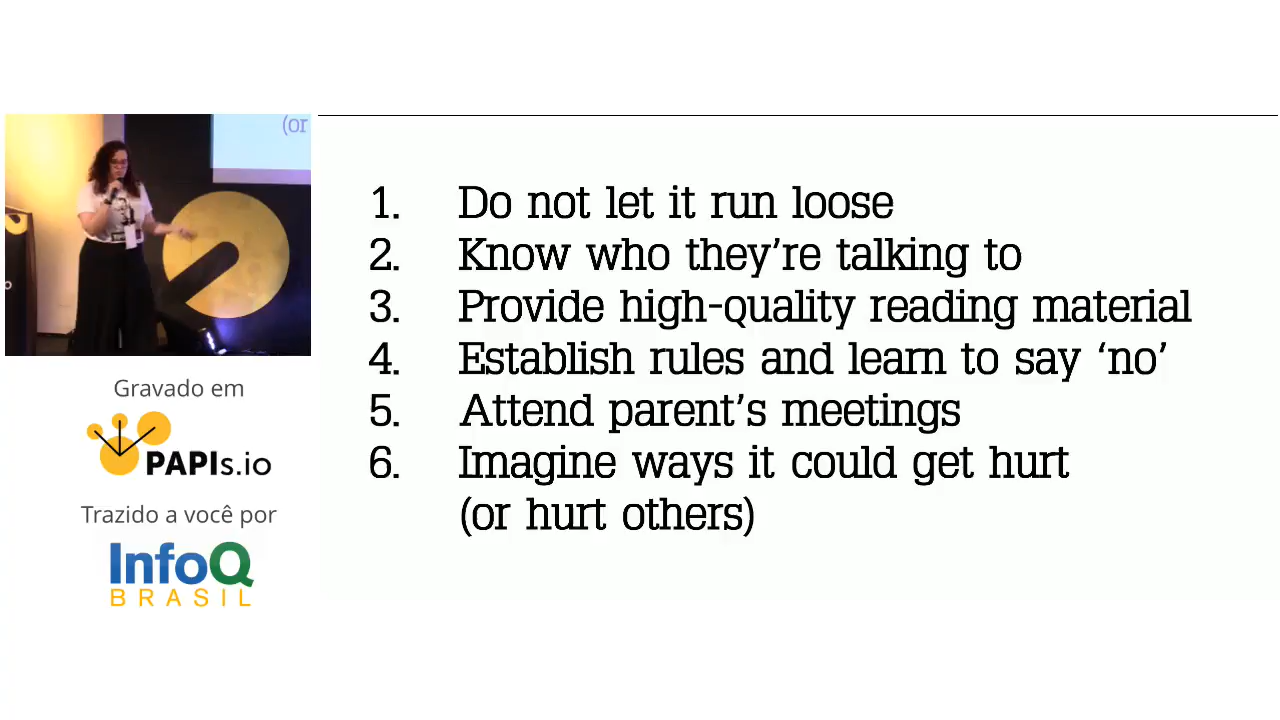 (or
Gravado em
PAPIs.io
Trazido a você por
InfoQ
BRASIL
1. Do not let it run loose
2. Know who they're talking to
3. Provide high-quality reading material
4. Establish rules and learn to say ‘no’
5. Attend parent's meetings
6. Imagine ways it could get hurt
(or hurt others)